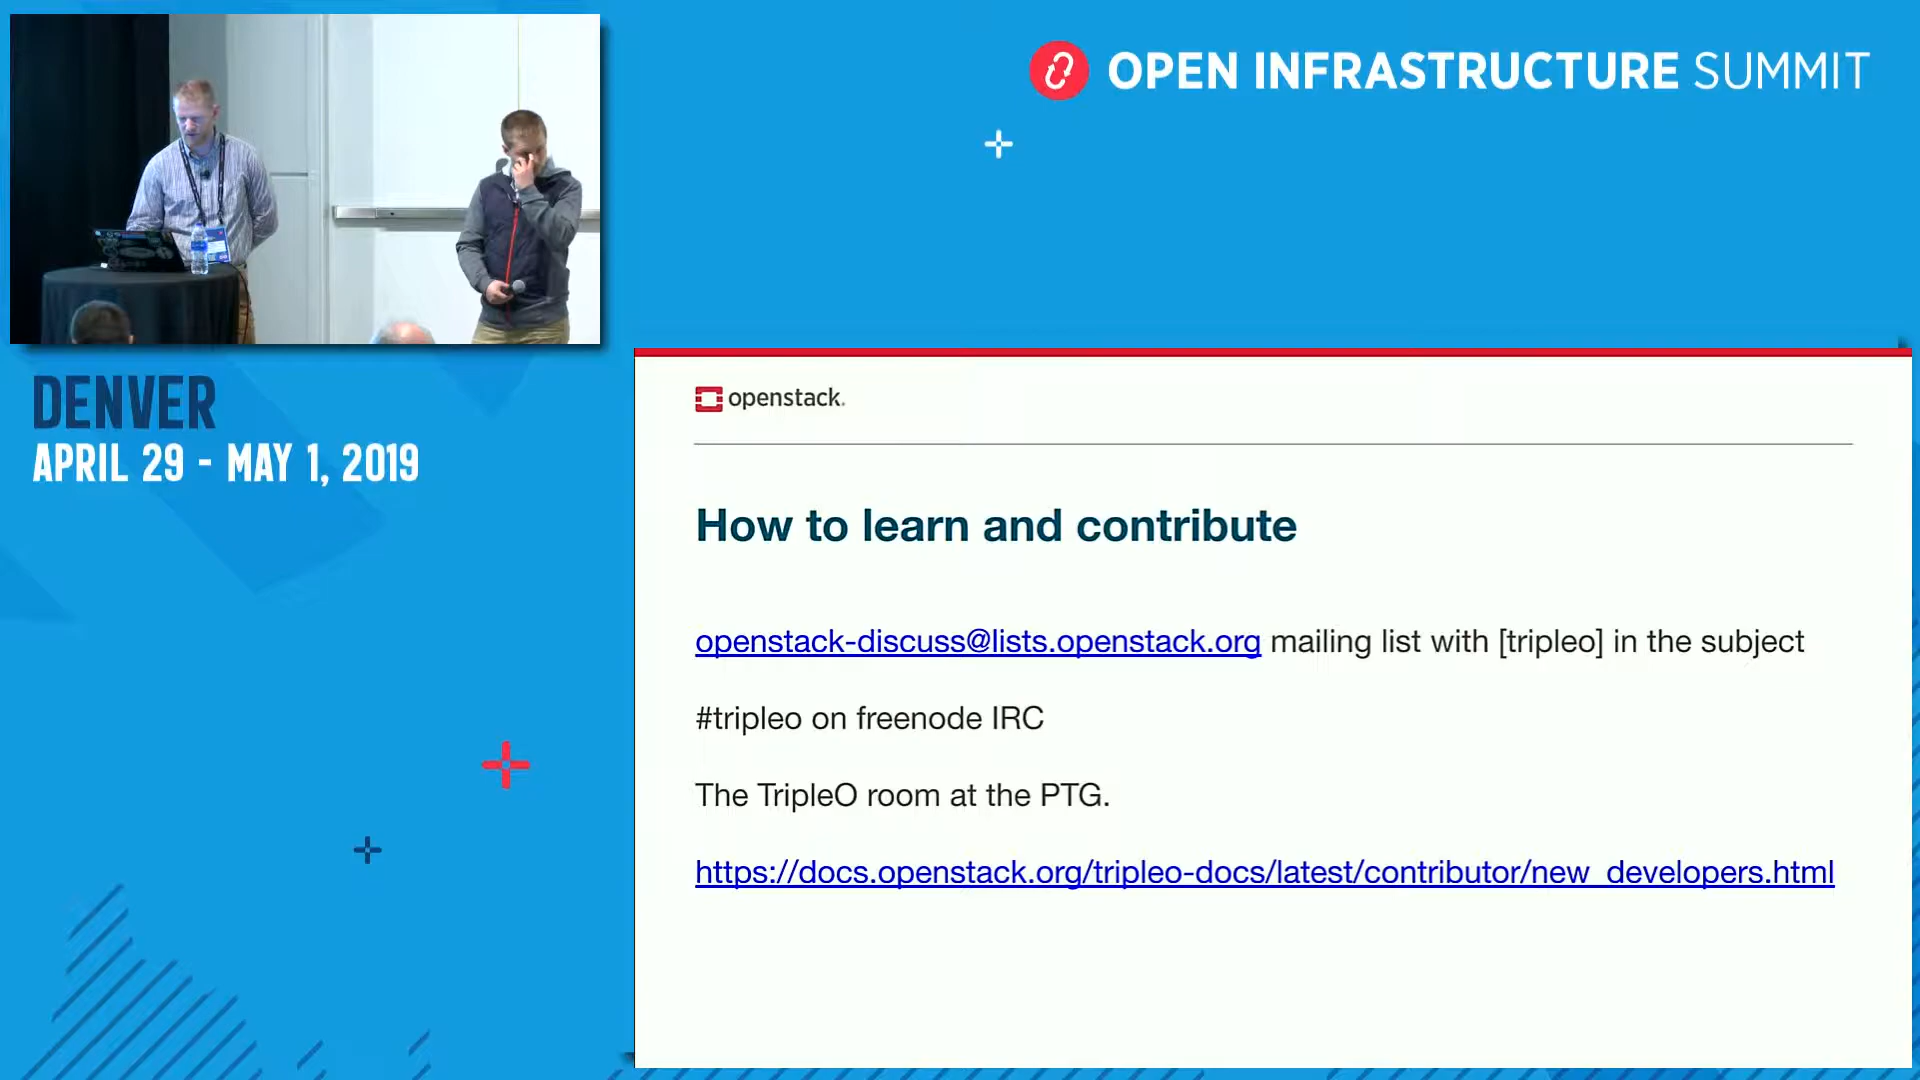 OPEN INFRASTRUCTURE SUMMIT
DENVER
APRIL 29 - MAY 1, 2019
openstack.
How to learn and contribute
openstack-discuss@lists.openstack.org mailing list with [tripleo] in the subject
#tripleo on freenode IRC
The TripleO room at the PTG.
https://docs.openstack.org/tripleo-docs/latest/contributor/new_developers.html